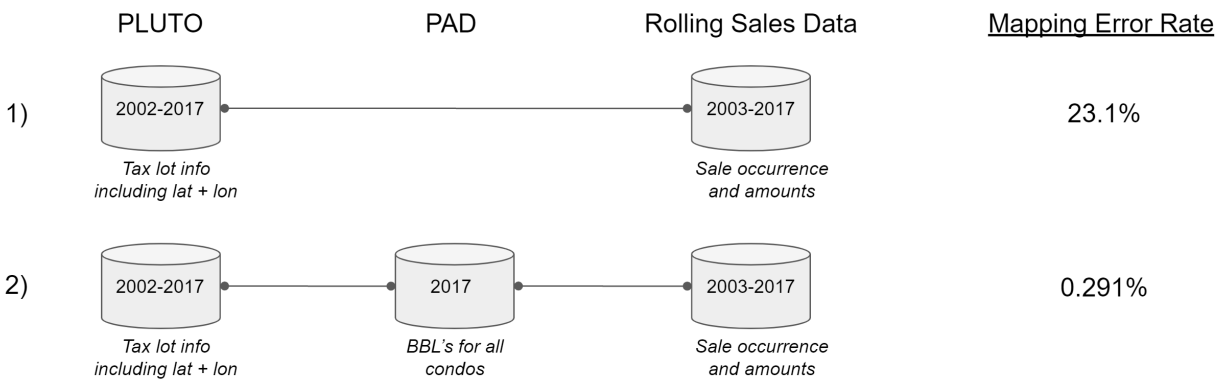 PLUTO PAD Rolling Sales Data Mapping Error Rate
1) 2002-2017 2003-2017 23.1%
Tax lot info Sale occurrence
including lat + lon and amounts
2) 2002-2017 2017 2003-2017 0.291%
Tax lot info BBL's for all Sale occurrence
including lat + lon condos and amounts